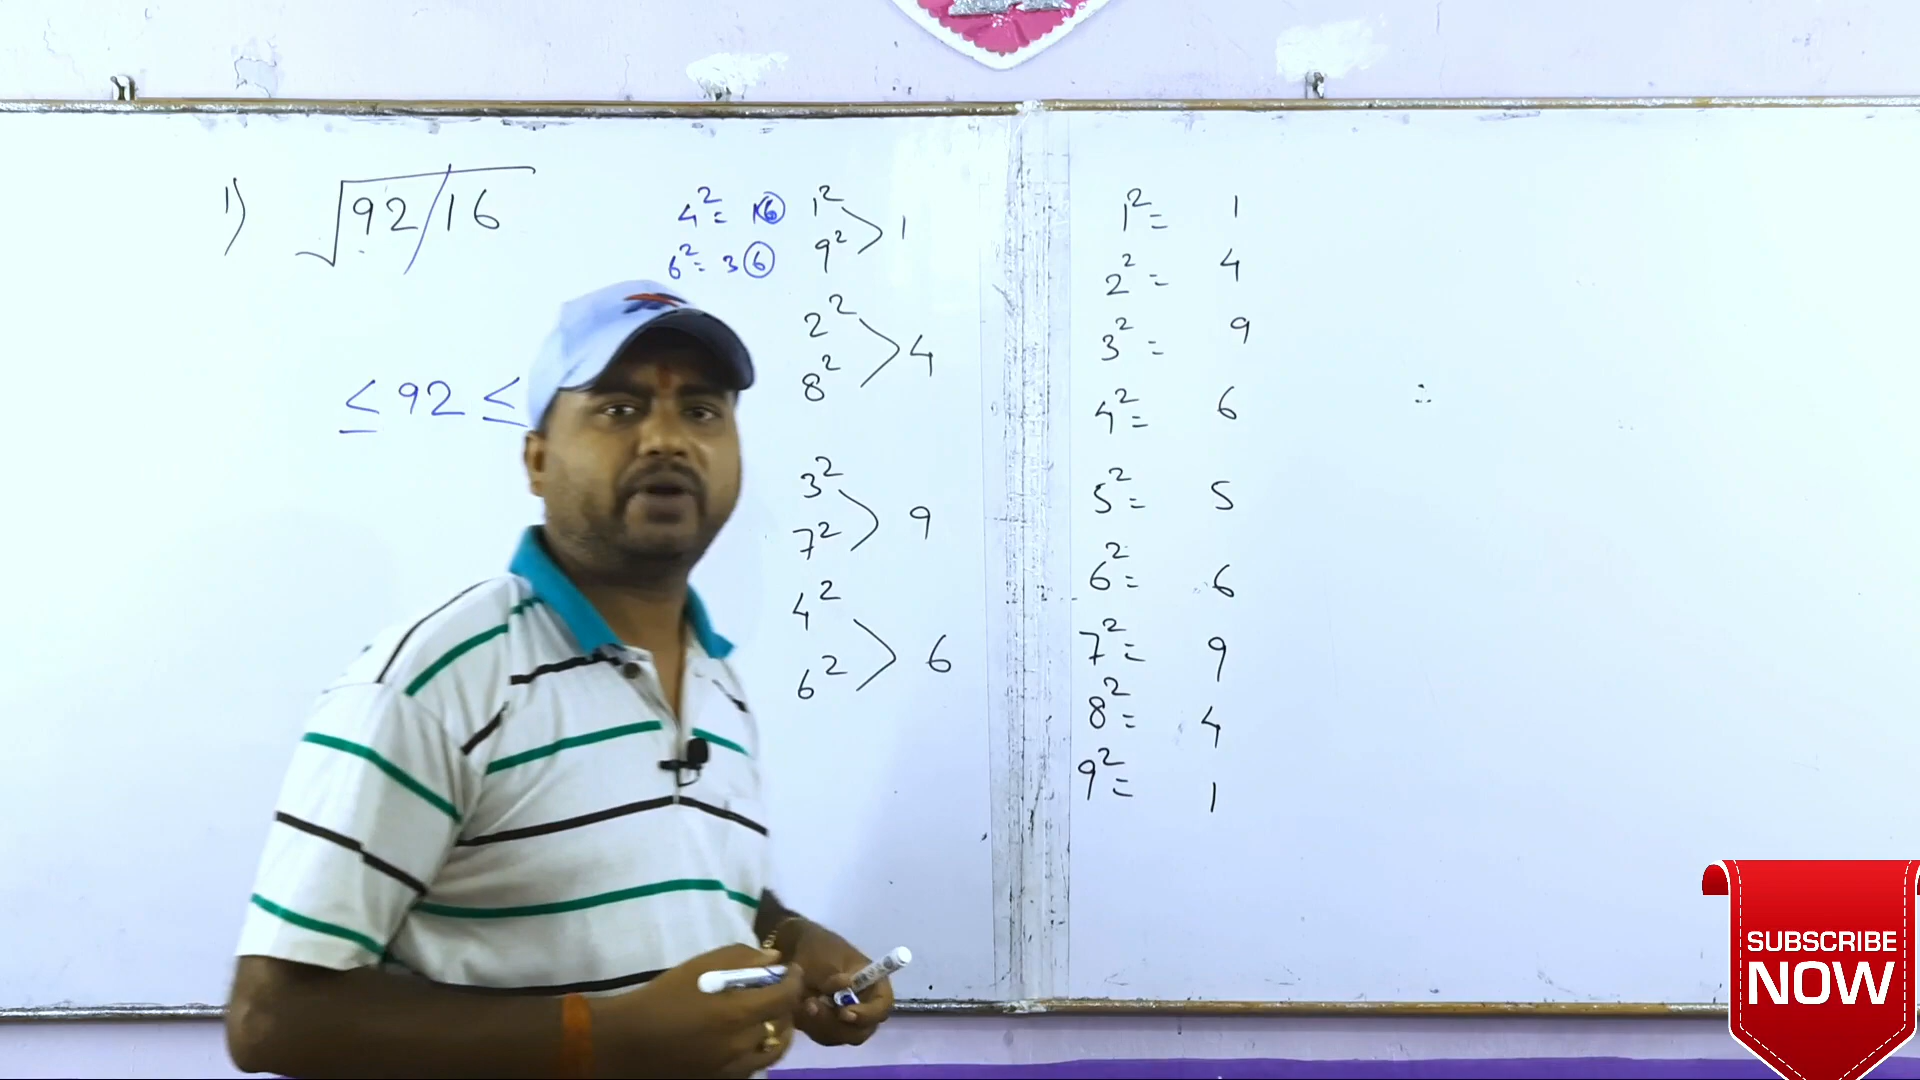 1) √92/16
≤ 92 ≤
4² = 16
6² = 36
1²
9² > 1
2²
8² > 4
3²
7² > 9
4²
6² > 6
1² = 1
2² = 4
3² = 9
4² = 6
5² = 5
6² = 6
7² = 9
8² = 4
9² = 1
SUBSCRIBE
NOW